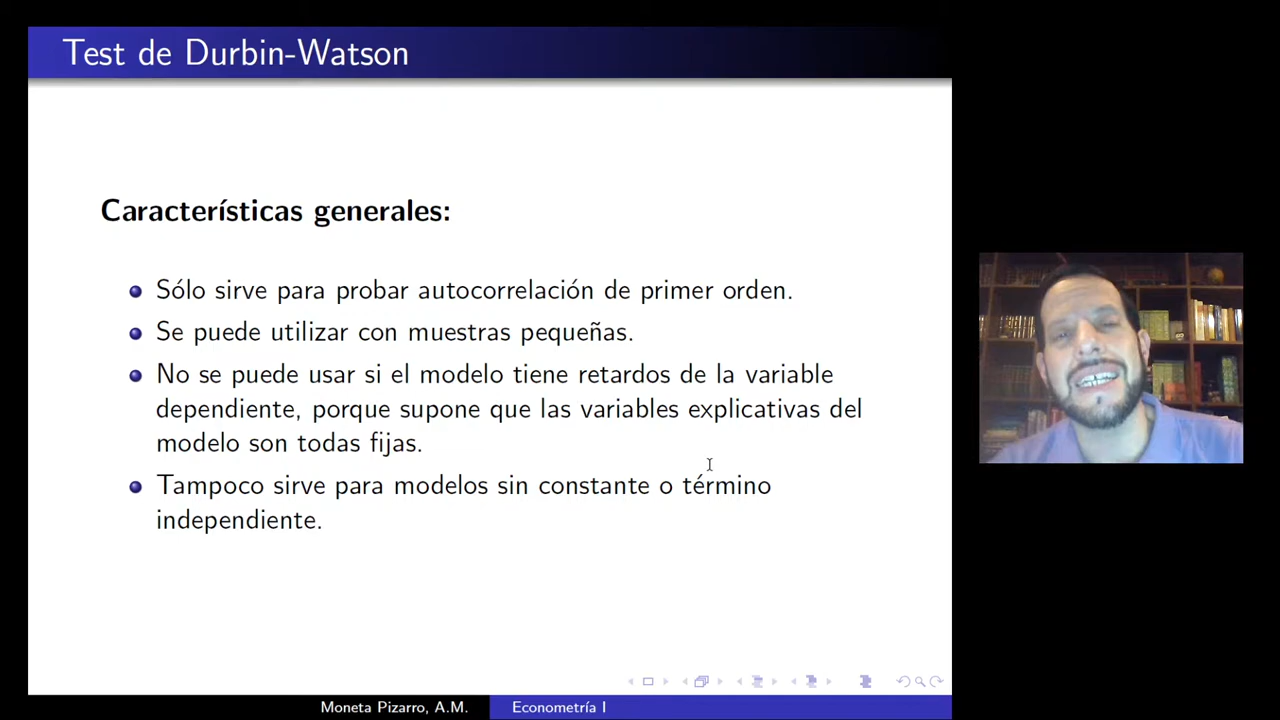 Test de Durbin-Watson
Características generales:
Sólo sirve para probar autocorrelación de primer orden.
Se puede utilizar con muestras pequeñas.
No se puede usar si el modelo tiene retardos de la variable
dependiente, porque supone que las variables explicativas del
modelo son todas fijas.
Tampoco sirve para modelos sin constante o término
independiente.
Moneta Pizarro, A.M.
Econometría I